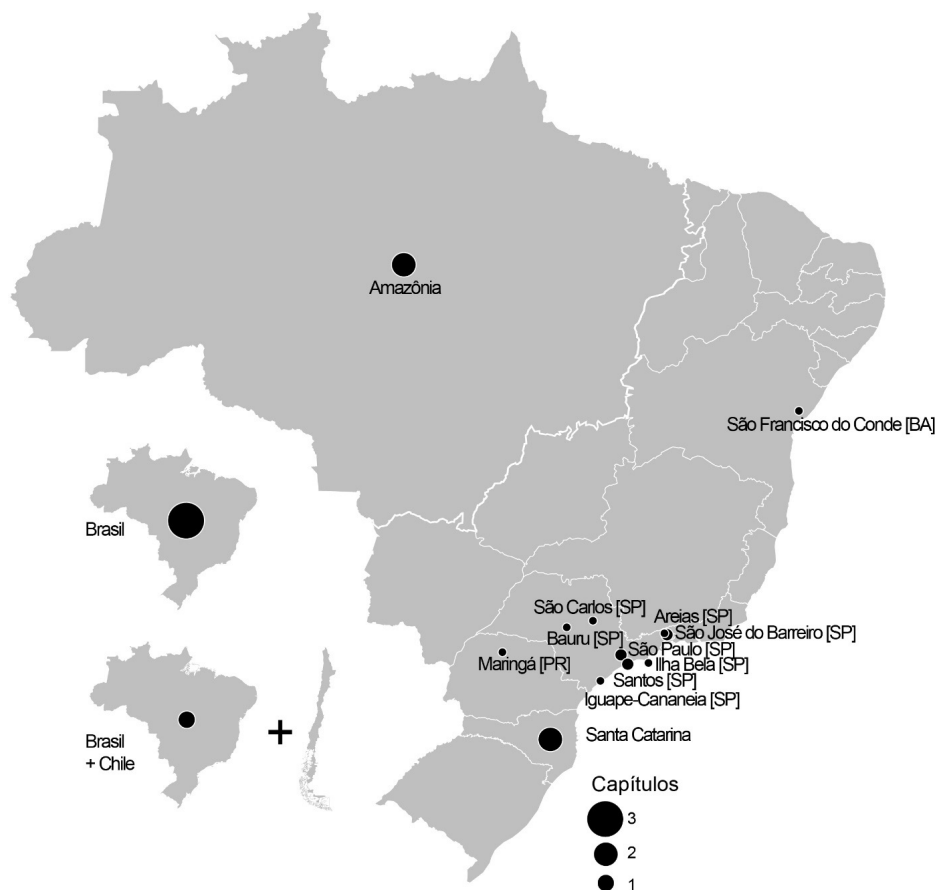 Amazônia
São Francisco do Conde [BA]
Brasil
São Carlos [SP]
Areias [SP]
Bauru [SP]
São José do Barreiro [SP]
São Paulo [SP]
Maringá [PR]
Ilha Bela [SP]
Santos [SP]
Iguape-Cananeia [SP]
Brasil
+ Chile
+
Santa Catarina
Capítulos
3
2
1